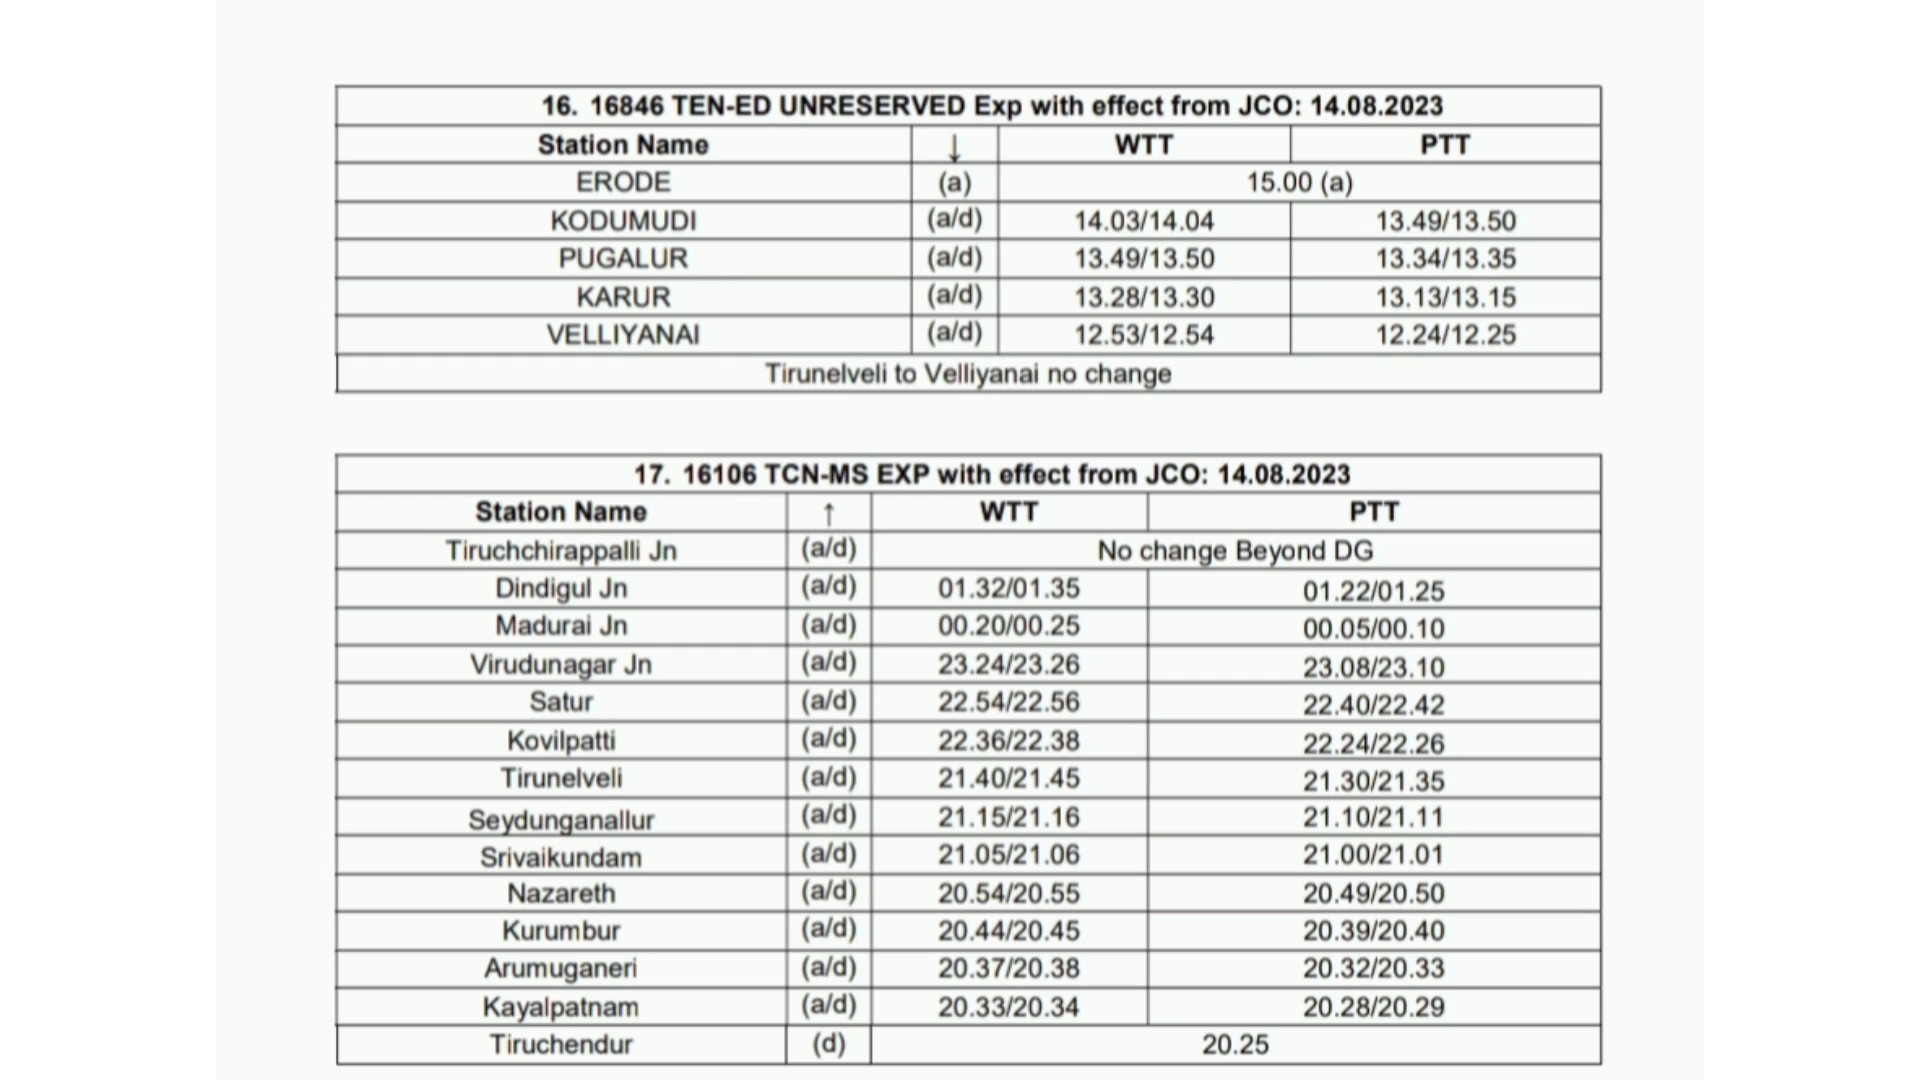 16. 16846 TEN-ED UNRESERVED Exp with effect from JCO: 14.08.2023
Station Name ↓ WTT PTT
ERODE (a) 15.00 (a)
KODUMUDI (a/d) 14.03/14.04 13.49/13.50
PUGALUR (a/d) 13.49/13.50 13.34/13.35
KARUR (a/d) 13.28/13.30 13.13/13.15
VELLIYANAI (a/d) 12.53/12.54 12.24/12.25
Tirunelveli to Velliyanai no change
17. 16106 TCN-MS EXP with effect from JCO: 14.08.2023
Station Name ↑ WTT PTT
Tiruchchirappalli Jn (a/d) No change Beyond DG
Dindigul Jn (a/d) 01.32/01.35 01.22/01.25
Madurai Jn (a/d) 00.20/00.25 00.05/00.10
Virudunagar Jn (a/d) 23.24/23.26 23.08/23.10
Satur (a/d) 22.54/22.56 22.40/22.42
Kovilpatti (a/d) 22.36/22.38 22.24/22.26
Tirunelveli (a/d) 21.40/21.45 21.30/21.35
Seydunganallur (a/d) 21.15/21.16 21.10/21.11
Srivaikundam (a/d) 21.05/21.06 21.00/21.01
Nazareth (a/d) 20.54/20.55 20.49/20.50
Kurumbur (a/d) 20.44/20.45 20.39/20.40
Arumuganeri (a/d) 20.37/20.38 20.32/20.33
Kayalpatnam (a/d) 20.33/20.34 20.28/20.29
Tiruchendur (d) 20.25